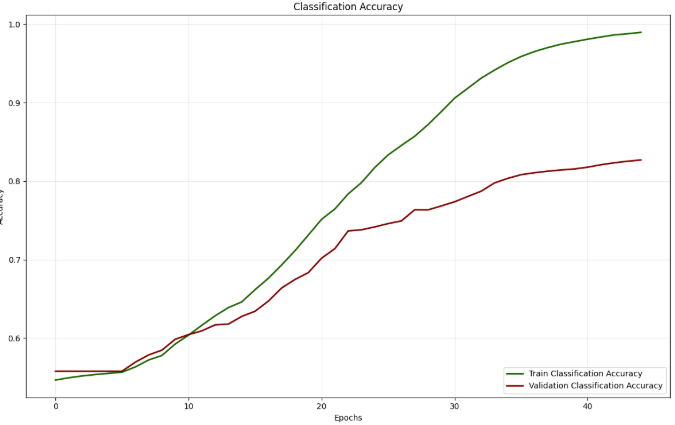 Classification Accuracy
1.0
0.9
0.8
0.7
0.6
Accuracy
0 10 20 30 40
Epochs
Train Classification Accuracy
Validation Classification Accuracy